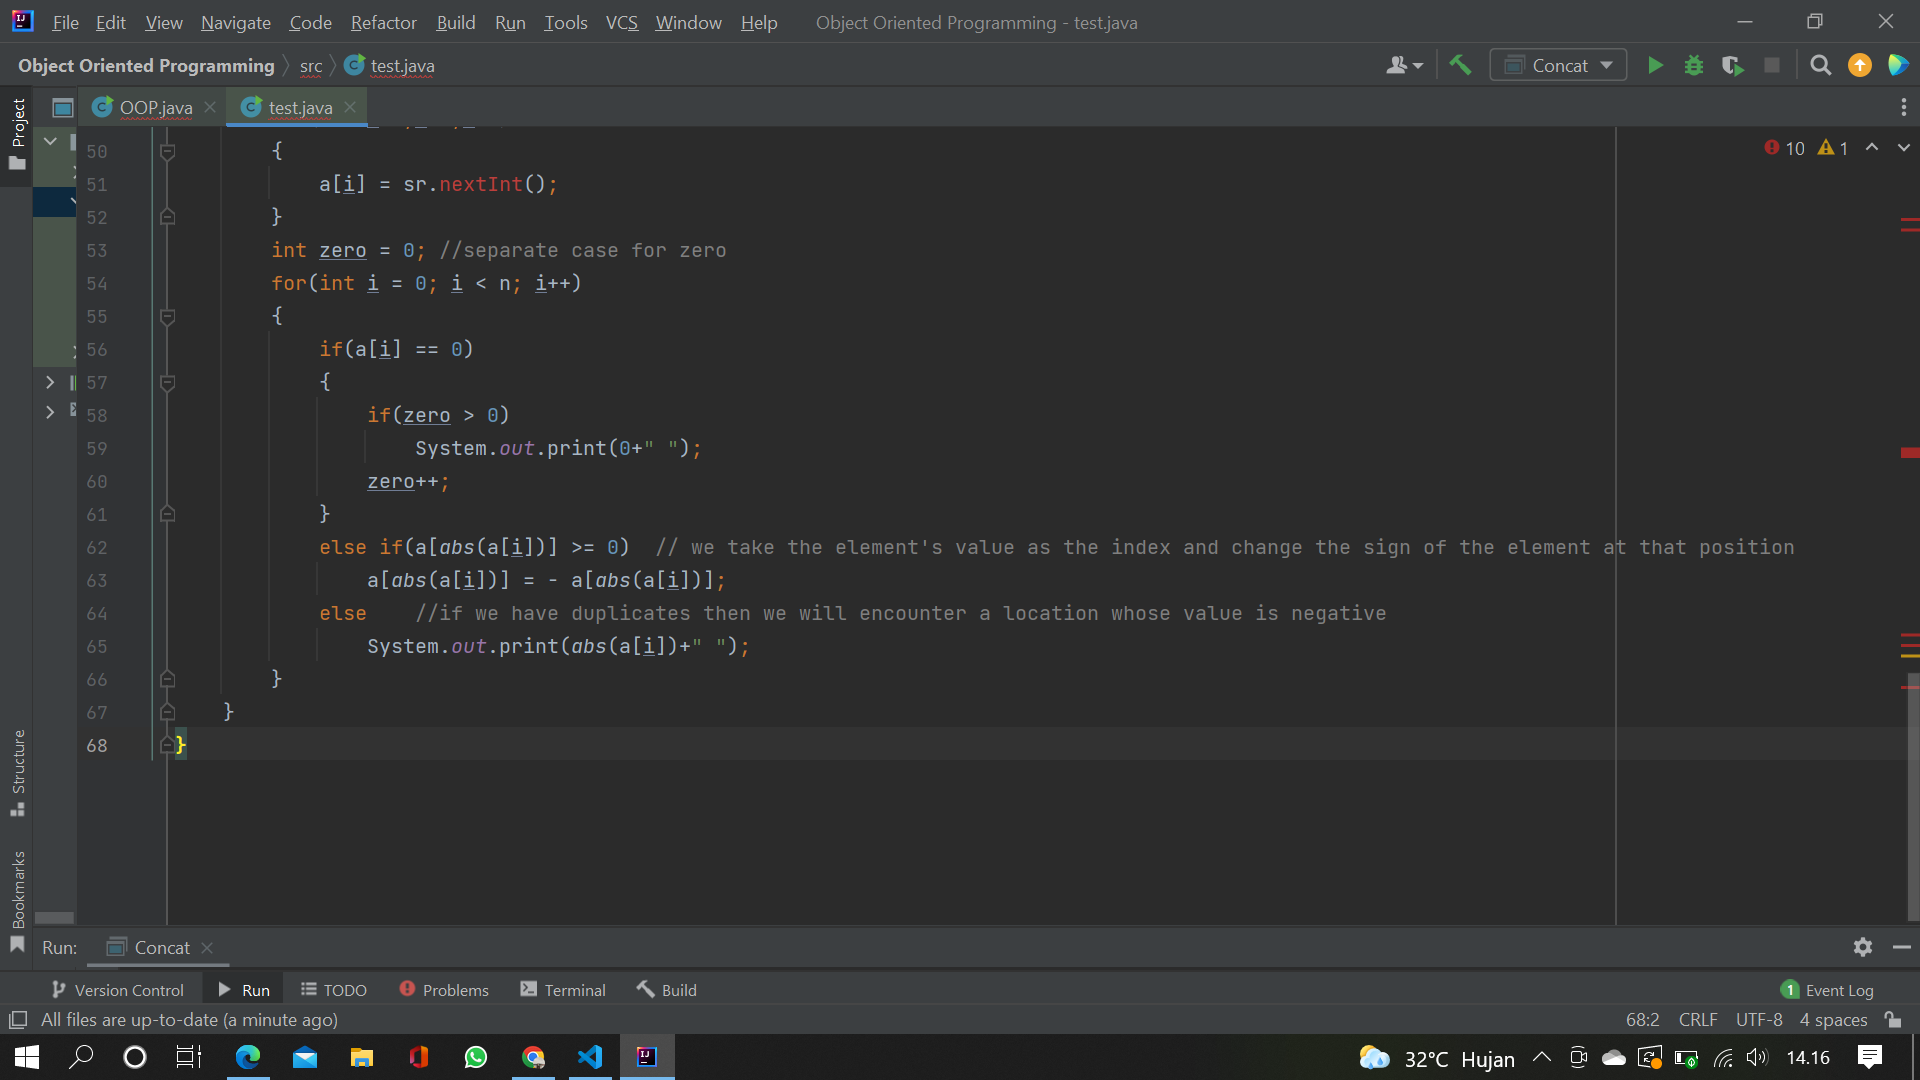 File Edit View Navigate Code Refactor Build Run Tools VCS Window Help Object Oriented Programming - test.java
Object Oriented Programming src test.java Concat
Project
OOP.java test.java
10 1
50 {
51 a[i] = sr.nextInt();
52 }
53 int zero = 0; //separate case for zero
54 for(int i = 0; i < n; i++)
55 {
56 if(a[i] == 0)
57 {
58 if(zero > 0)
59 System.out.print(0+" ");
60 zero++;
61 }
62 else if(a[abs(a[i])] >= 0) // we take the element's value as the index and change the sign of the element at that position
63 a[abs(a[i])] = - a[abs(a[i])];
64 else //if we have duplicates then we will encounter a location whose value is negative
65 System.out.print(abs(a[i])+" ");
66 }
67 }
68 }
Structure
Bookmarks
Run: Concat
Version Control Run TODO Problems Terminal Build 1 Event Log
All files are up-to-date (a minute ago) 68:2 CRLF UTF-8 4 spaces
32°C Hujan 14.16